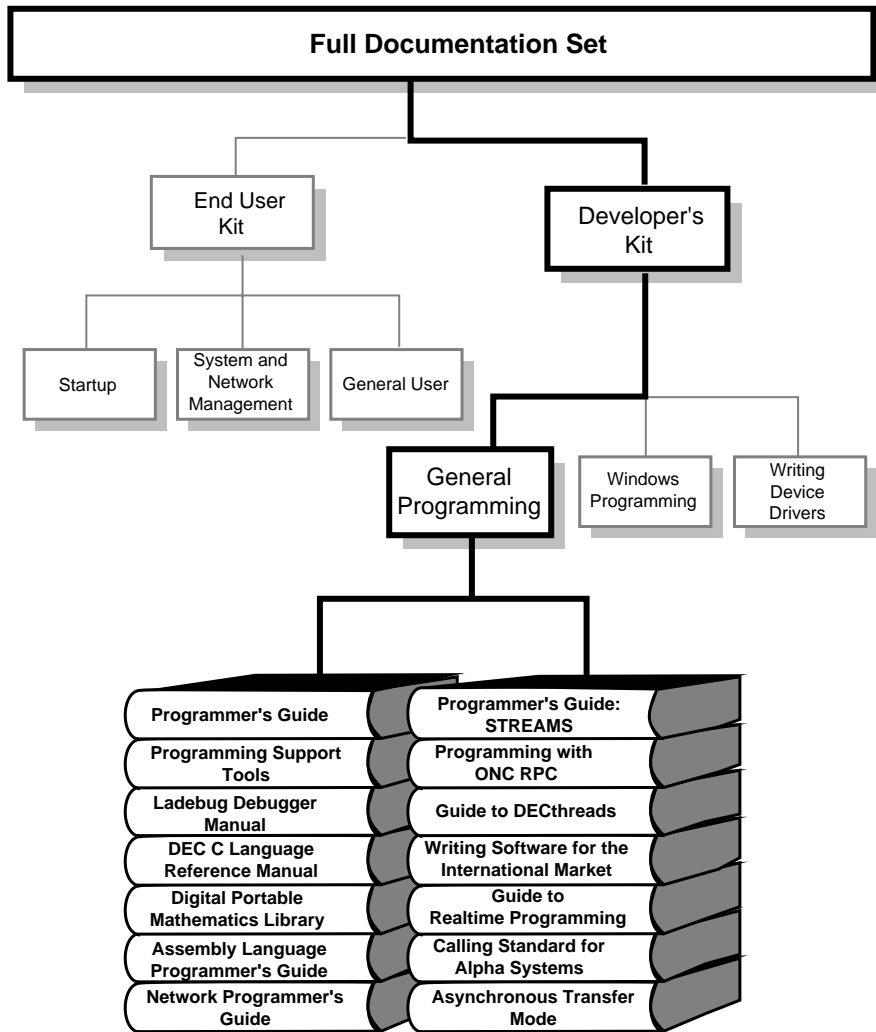 Full Documentation Set
End User
Kit
Developer's
Kit
Startup
System and
Network
Management
General User
General
Programming
Windows
Programming
Writing
Device
Drivers
Programmer's Guide
Programming Support
Tools
Ladebug Debugger
Manual
DEC C Language
Reference Manual
Digital Portable
Mathematics Library
Assembly Language
Programmer's Guide
Network Programmer's
Guide
Programmer's Guide:
STREAMS
Programming with
ONC RPC
Guide to DECthreads
Writing Software for the
International Market
Guide to
Realtime Programming
Calling Standard for
Alpha Systems
Asynchronous Transfer
Mode